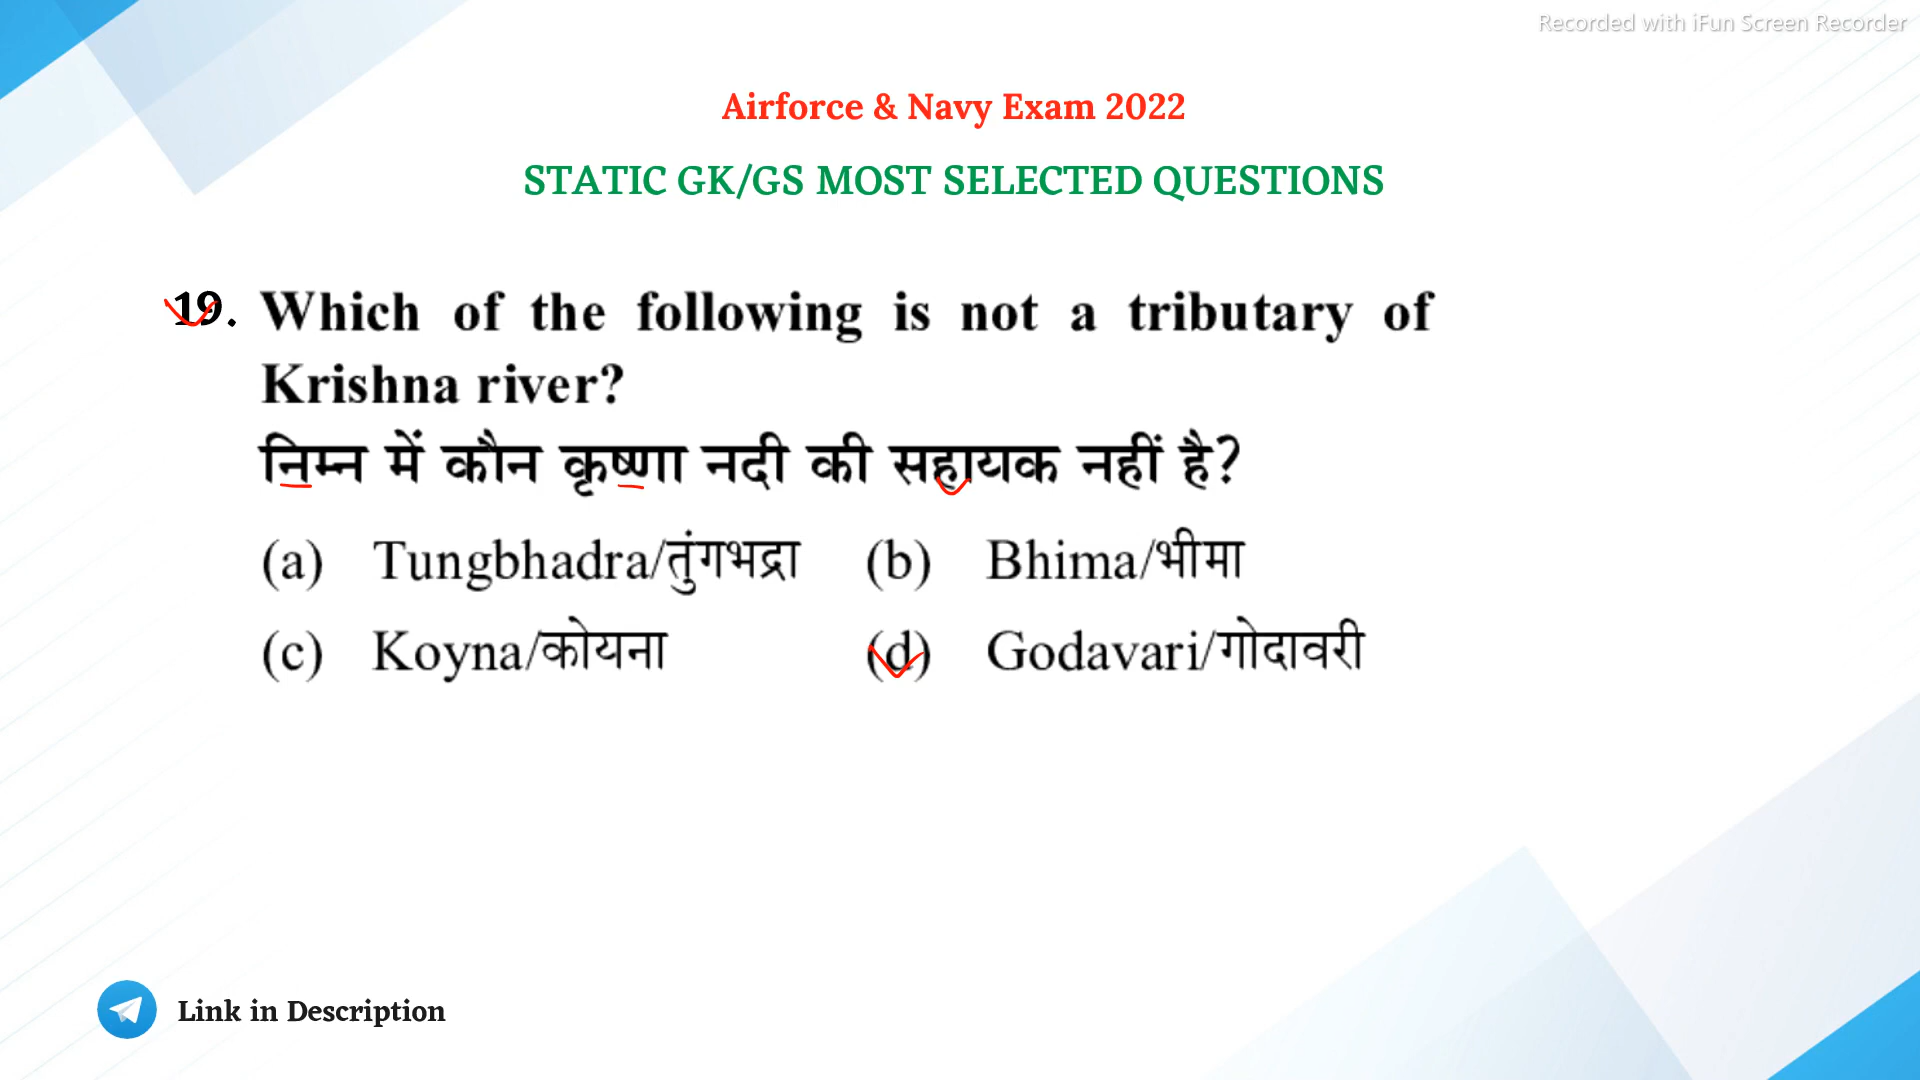 Recorded with iFun Screen Recorder
Airforce & Navy Exam 2022
STATIC GK/GS MOST SELECTED QUESTIONS
19. Which of the following is not a tributary of
Krishna river?
निम्न में कौन कृष्णा नदी की सहायक नहीं है?
(a) Tungbhadra/तुंगभद्रा (b) Bhima/भीमा
(c) Koyna/कोयना (d) Godavari/गोदावरी
Link in Description